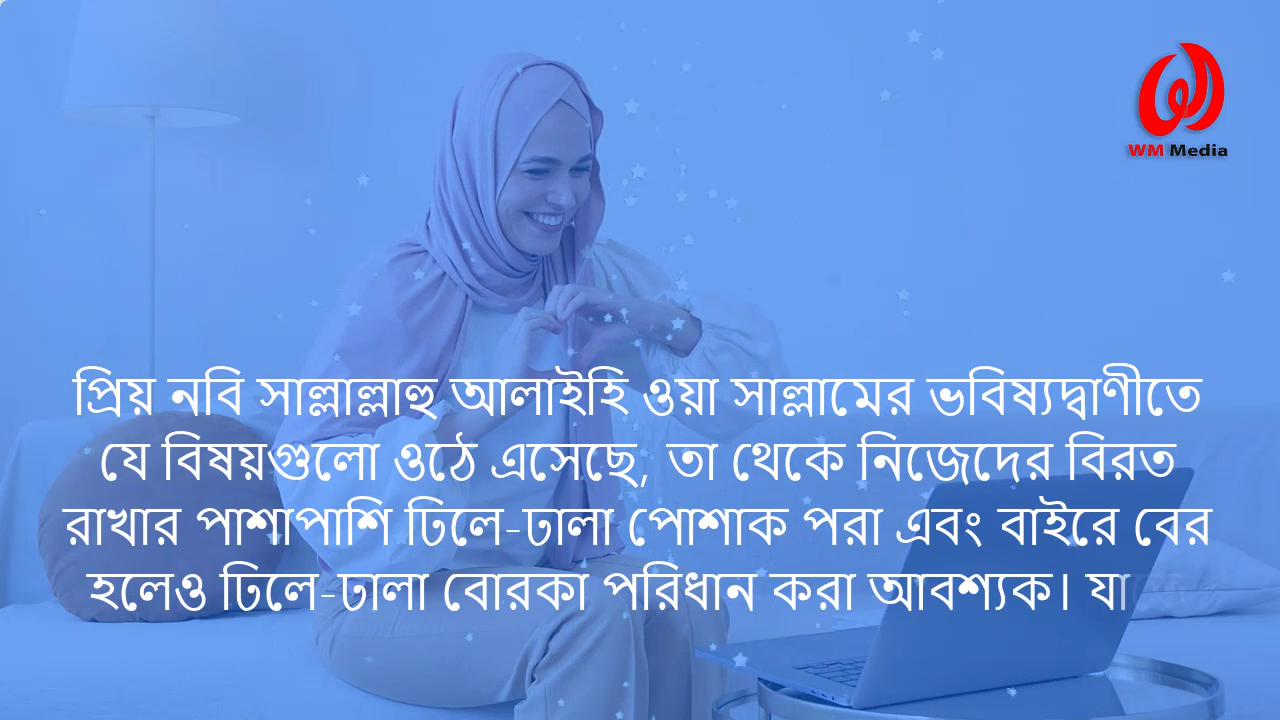 WM Media
প্রিয় নবি সাল্লাল্লাহু আলাইহি ওয়া সাল্লামের ভবিষ্যদ্বাণীতে
যে বিষয়গুলো ওঠে এসেছে, তা থেকে নিজেদের বিরত
রাখার পাশাপাশি ঢিলে-ঢালা পোশাক পরা এবং বাইরে বের
হলেও ঢিলে-ঢালা বোরকা পরিধান করা আবশ্যক। যা